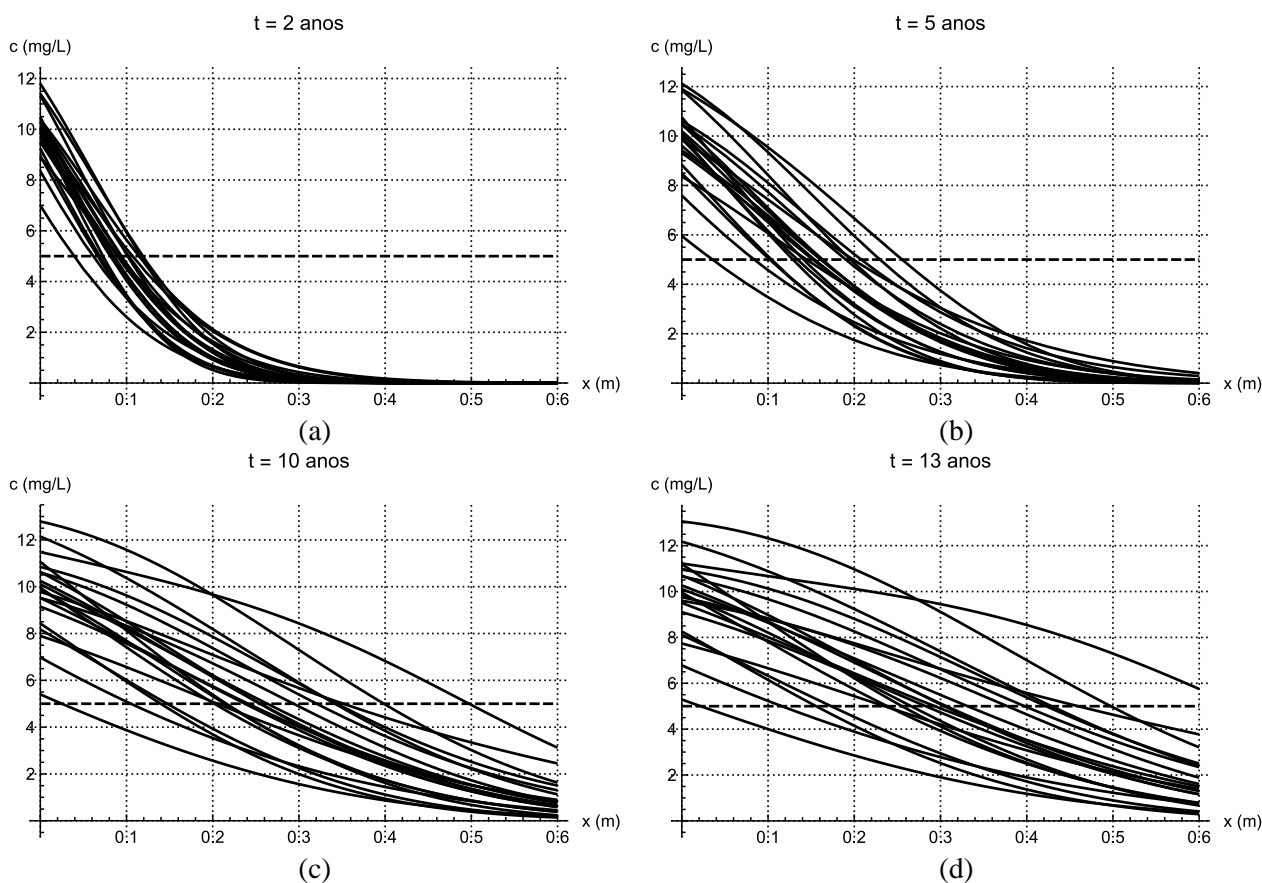 t = 2 anos
c (mg/L)
12
10
8
6
4
2
0:1 0:2 0:3 0:4 0:5 0:6
x (m)
(a)
t = 5 anos
c (mg/L)
12
10
8
6
4
2
0:1 0:2 0:3 0:4 0:5 0:6
x (m)
(b)
t = 10 anos
c (mg/L)
12
10
8
6
4
2
0:1 0:2 0:3 0:4 0:5 0:6
x (m)
(c)
t = 13 anos
c (mg/L)
12
10
8
6
4
2
0:1 0:2 0:3 0:4 0:5 0:6
x (m)
(d)